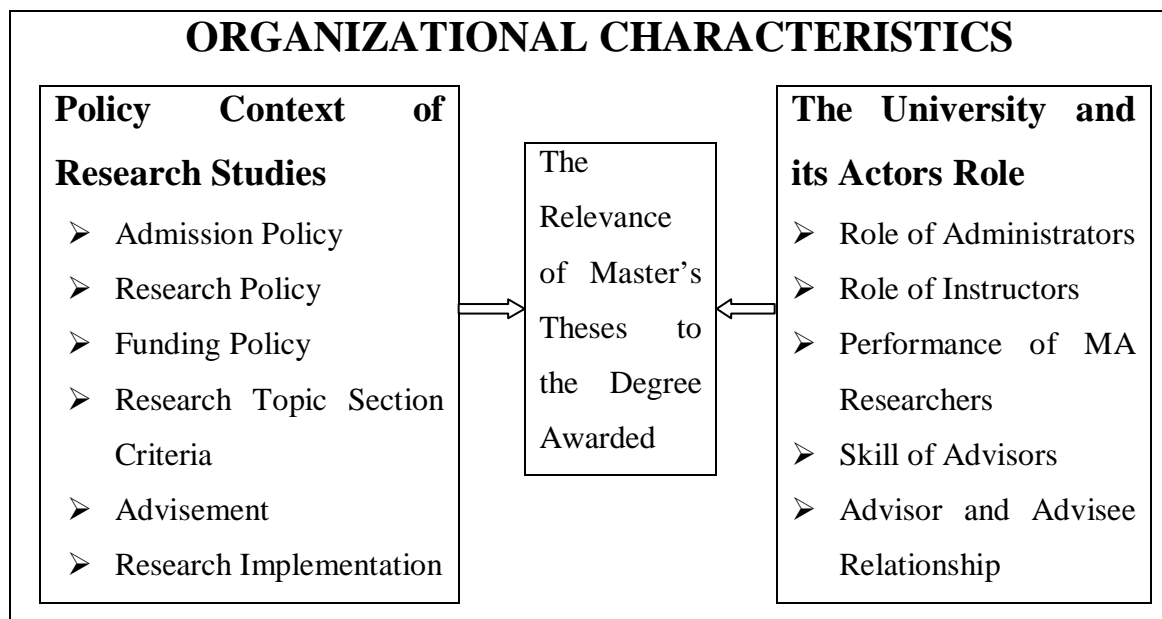 ORGANIZATIONAL CHARACTERISTICS
Policy Context of
Research Studies
➢ Admission Policy
➢ Research Policy
➢ Funding Policy
➢ Research Topic Section
Criteria
➢ Advisement
➢ Research Implementation
The
Relevance
of Master’s
Theses to
the Degree
Awarded
The University and
its Actors Role
➢ Role of Administrators
➢ Role of Instructors
➢ Performance of MA
Researchers
➢ Skill of Advisors
➢ Advisor and Advisee
Relationship